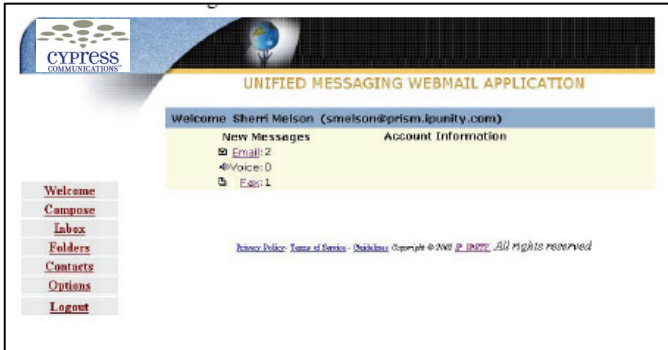 CYPRESS
COMMUNICATIONS
UNIFIED MESSAGING WEBMAIL APPLICATION
Welcome Sherri Melson (smelson@prism.ipunity.com)
New Messages Account Information
Email: 2
Voice: 0
Fax: 1
Welcome
Compose
Inbox
Folders
Contacts
Options
Logout
Privacy Policy- Terms of Service - Guidelines Copyright © IP UNITY. All rights reserved